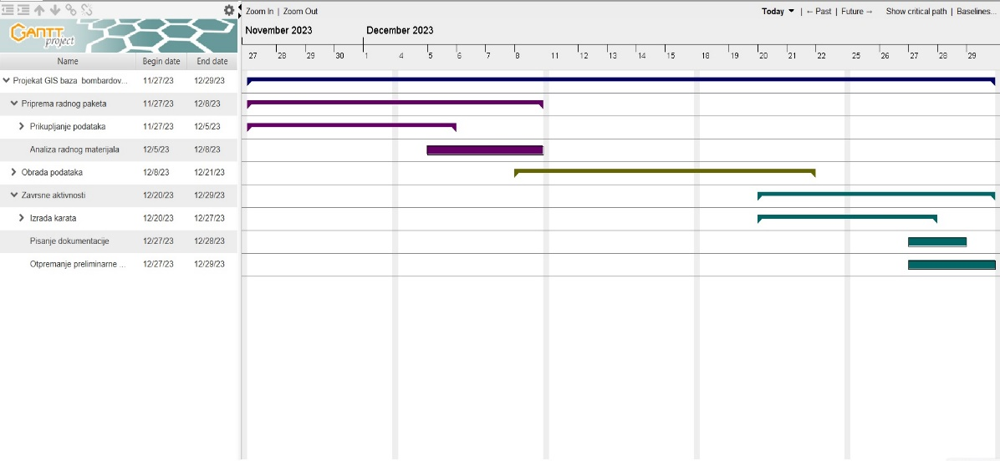 Zoom In | Zoom Out
Today | ← Past | Future → Show critical path | Baselines...
GANTT project
November 2023 December 2023
Name Begin date End date
27 28 29 30 1 4 5 6 7 8 11 12 13 14 15 18 19 20 21 22 25 26 27 28 29
Projekat GIS baza bombardov... 11/27/23 12/29/23
Priprema radnog paketa 11/27/23 12/8/23
Prikupljanje podataka 11/27/23 12/5/23
Analiza radnog materijala 12/5/23 12/8/23
Obrada podataka 12/8/23 12/21/23
Zavrsne aktivnosti 12/20/23 12/29/23
Izrada karata 12/20/23 12/27/23
Pisanje dokumentacije 12/27/23 12/28/23
Otpremanje preliminarne ... 12/27/23 12/29/23